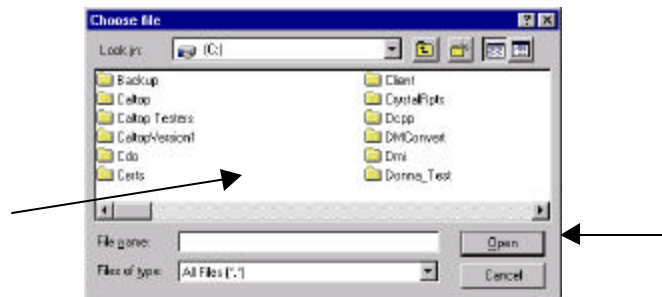 Choose file
Look in: (C:)
Backup
Caltop
Caltop Testers
CaltopVersion1
Cdo
Certs
Client
CrystalRpts
Dcpp
DMConvert
Dmi
Donna_Test
File name:
Open
Files of type: All Files (*.*)
Cancel